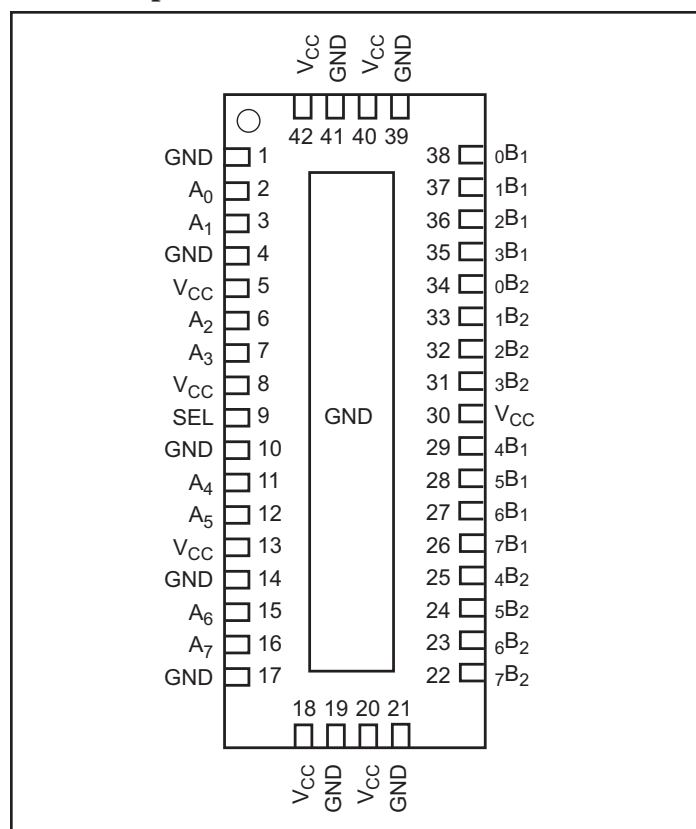 V_CC GND V_CC GND
42 41 40 39
GND 1 38 0B1
A0 2 37 1B1
A1 3 36 2B1
GND 4 35 3B1
VCC 5 34 0B2
A2 6 33 1B2
A3 7 32 2B2
VCC 8 31 3B2
SEL 9 GND 30 VCC
GND 10 29 4B1
A4 11 28 5B1
A5 12 27 6B1
VCC 13 26 7B1
GND 14 25 4B2
A6 15 24 5B2
A7 16 23 6B2
GND 17 22 7B2
18 19 20 21
VCC GND VCC GND